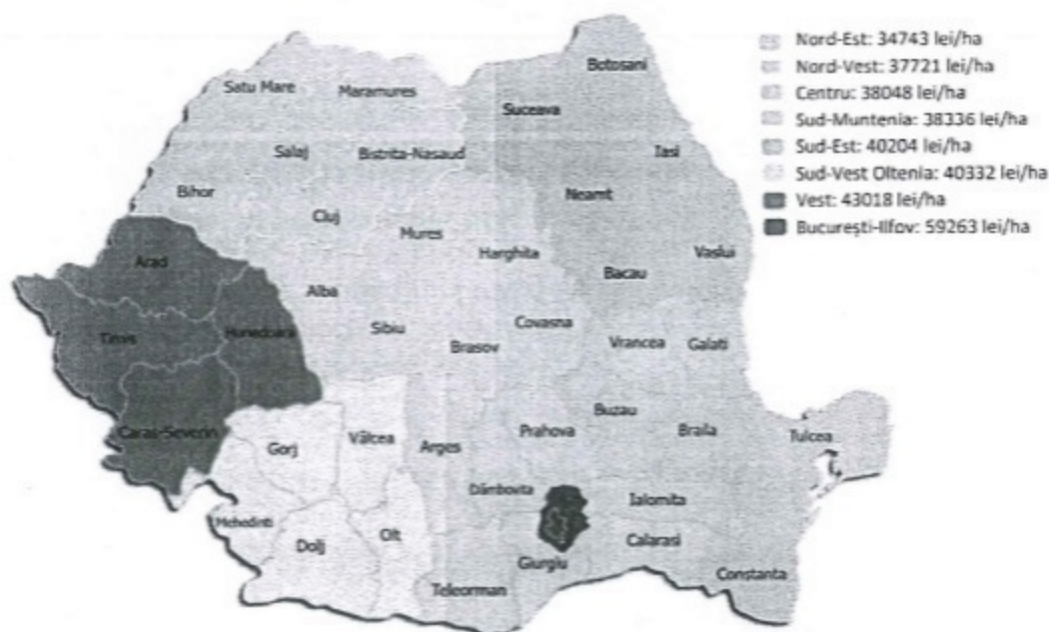 Nord-Est: 34743 lei/ha
Nord-Vest: 37721 lei/ha
Centru: 38048 lei/ha
Sud-Muntenia: 38336 lei/ha
Sud-Est: 40204 lei/ha
Sud-Vest Oltenia: 40332 lei/ha
Vest: 43018 lei/ha
București-Ilfov: 59263 lei/ha
Botosani
Satu Mare
Maramures
Suceava
Salaj
Bistrita-Nasaud
Iasi
Bihor
Neamt
Cluj
Mures
Harghita
Vaslui
Arad
Bacau
Alba
Timis
Hunedoara
Sibiu
Covasna
Brasov
Vrancea
Galati
Caras-Severin
Gorj
Vâlcea
Arges
Prahova
Buzau
Braila
Tulcea
Dâmbovita
Ialomita
Mehedinti
Dolj
Olt
Calarasi
Giurgiu
Teleorman
Constanta